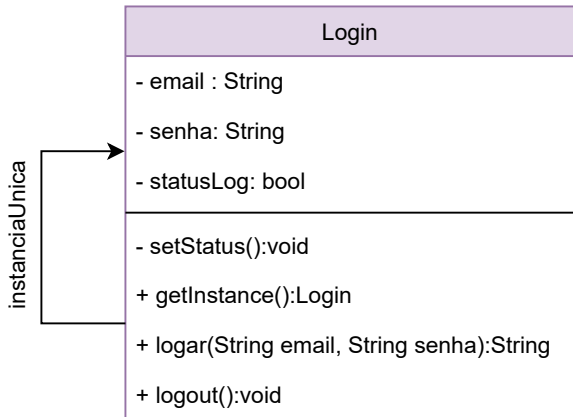 Login
- email : String
- senha: String
- statusLog: bool
instanciaUnica
- setStatus():void
+ getInstance():Login
+ logar(String email, String senha):String
+ logout():void